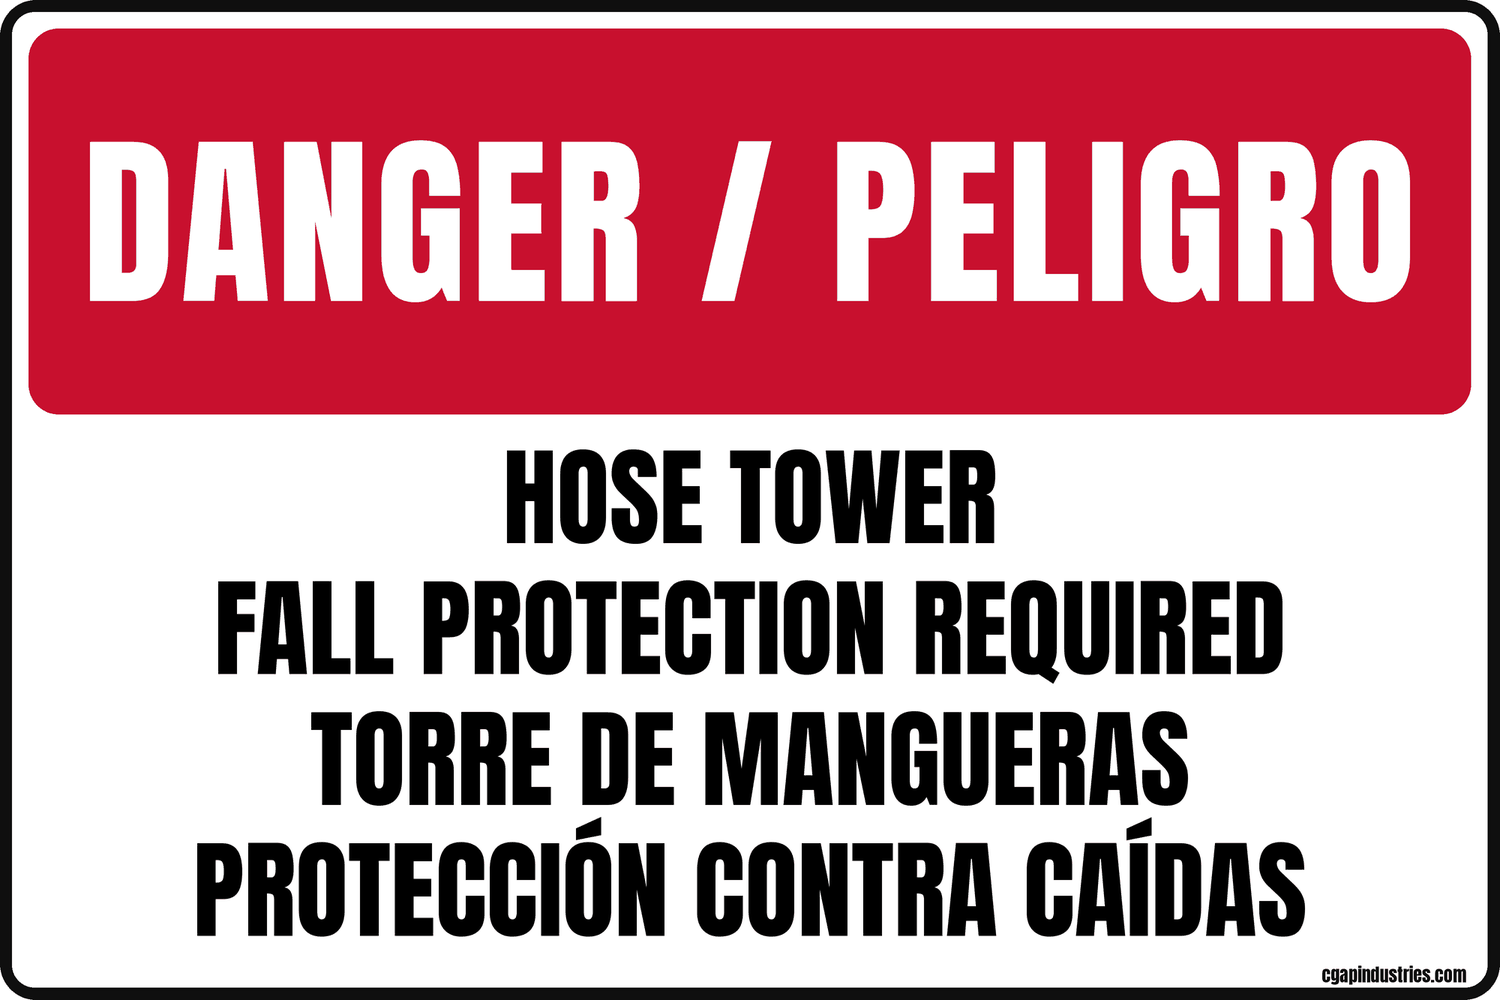 DANGER / PELIGRO
HOSE TOWER
FALL PROTECTION REQUIRED
TORRE DE MANGUERAS
PROTECCIÓN CONTRA CAÍDAS
cgapindustries.com